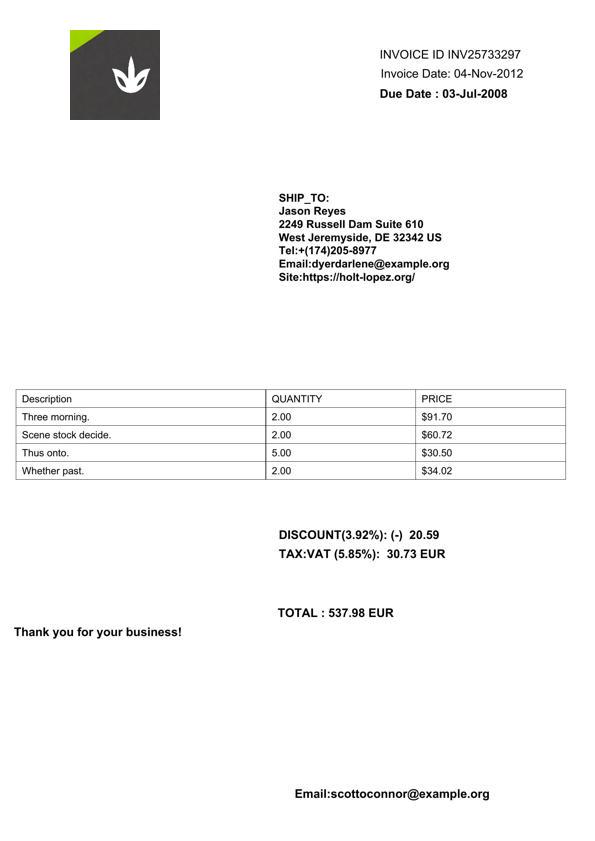 INVOICE ID INV25733297
Invoice Date: 04-Nov-2012
Due Date : 03-Jul-2008
SHIP_TO:
Jason Reyes
2249 Russell Dam Suite 610
West Jeremyside, DE 32342 US
Tel:+(174)205-8977
Email:dyerdarlene@example.org
Site:https://holt-lopez.org/
Description QUANTITY PRICE
Three morning. 2.00 $91.70
Scene stock decide. 2.00 $60.72
Thus onto. 5.00 $30.50
Whether past. 2.00 $34.02
DISCOUNT(3.92%): (-) 20.59
TAX:VAT (5.85%): 30.73 EUR
TOTAL : 537.98 EUR
Thank you for your business!
Email:scottoconnor@example.org